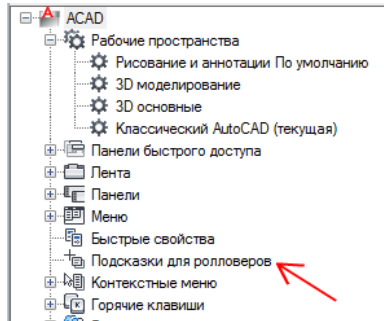 ACAD
Рабочие пространства
Рисование и аннотации По умолчанию
3D моделирование
3D основные
Классический AutoCAD (текущая)
Панели быстрого доступа
Лента
Панели
Меню
Быстрые свойства
Подсказки для ролловеров
Контекстные меню
Горячие клавиши